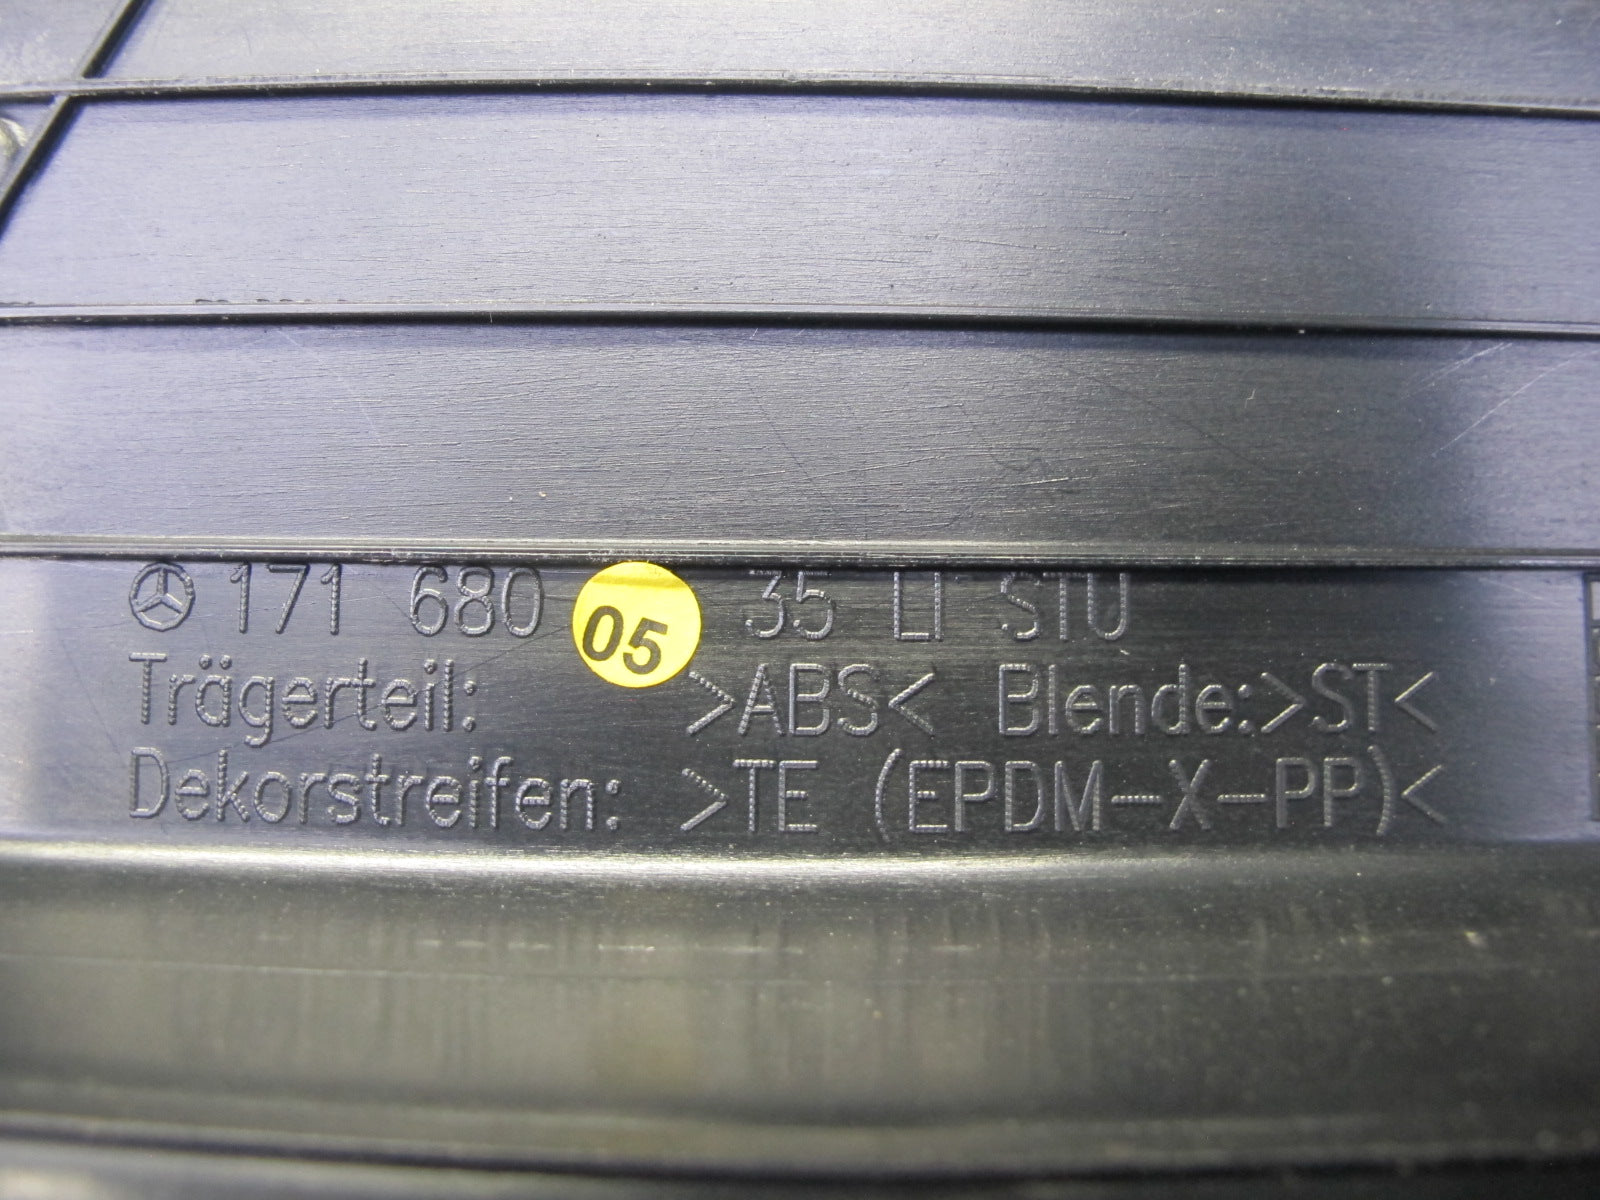 171 680 05 35 LI STU
Trägerteil: >ABS< Blende:>ST<
Dekorstreifen: >TE (EPDM-X-PP)<